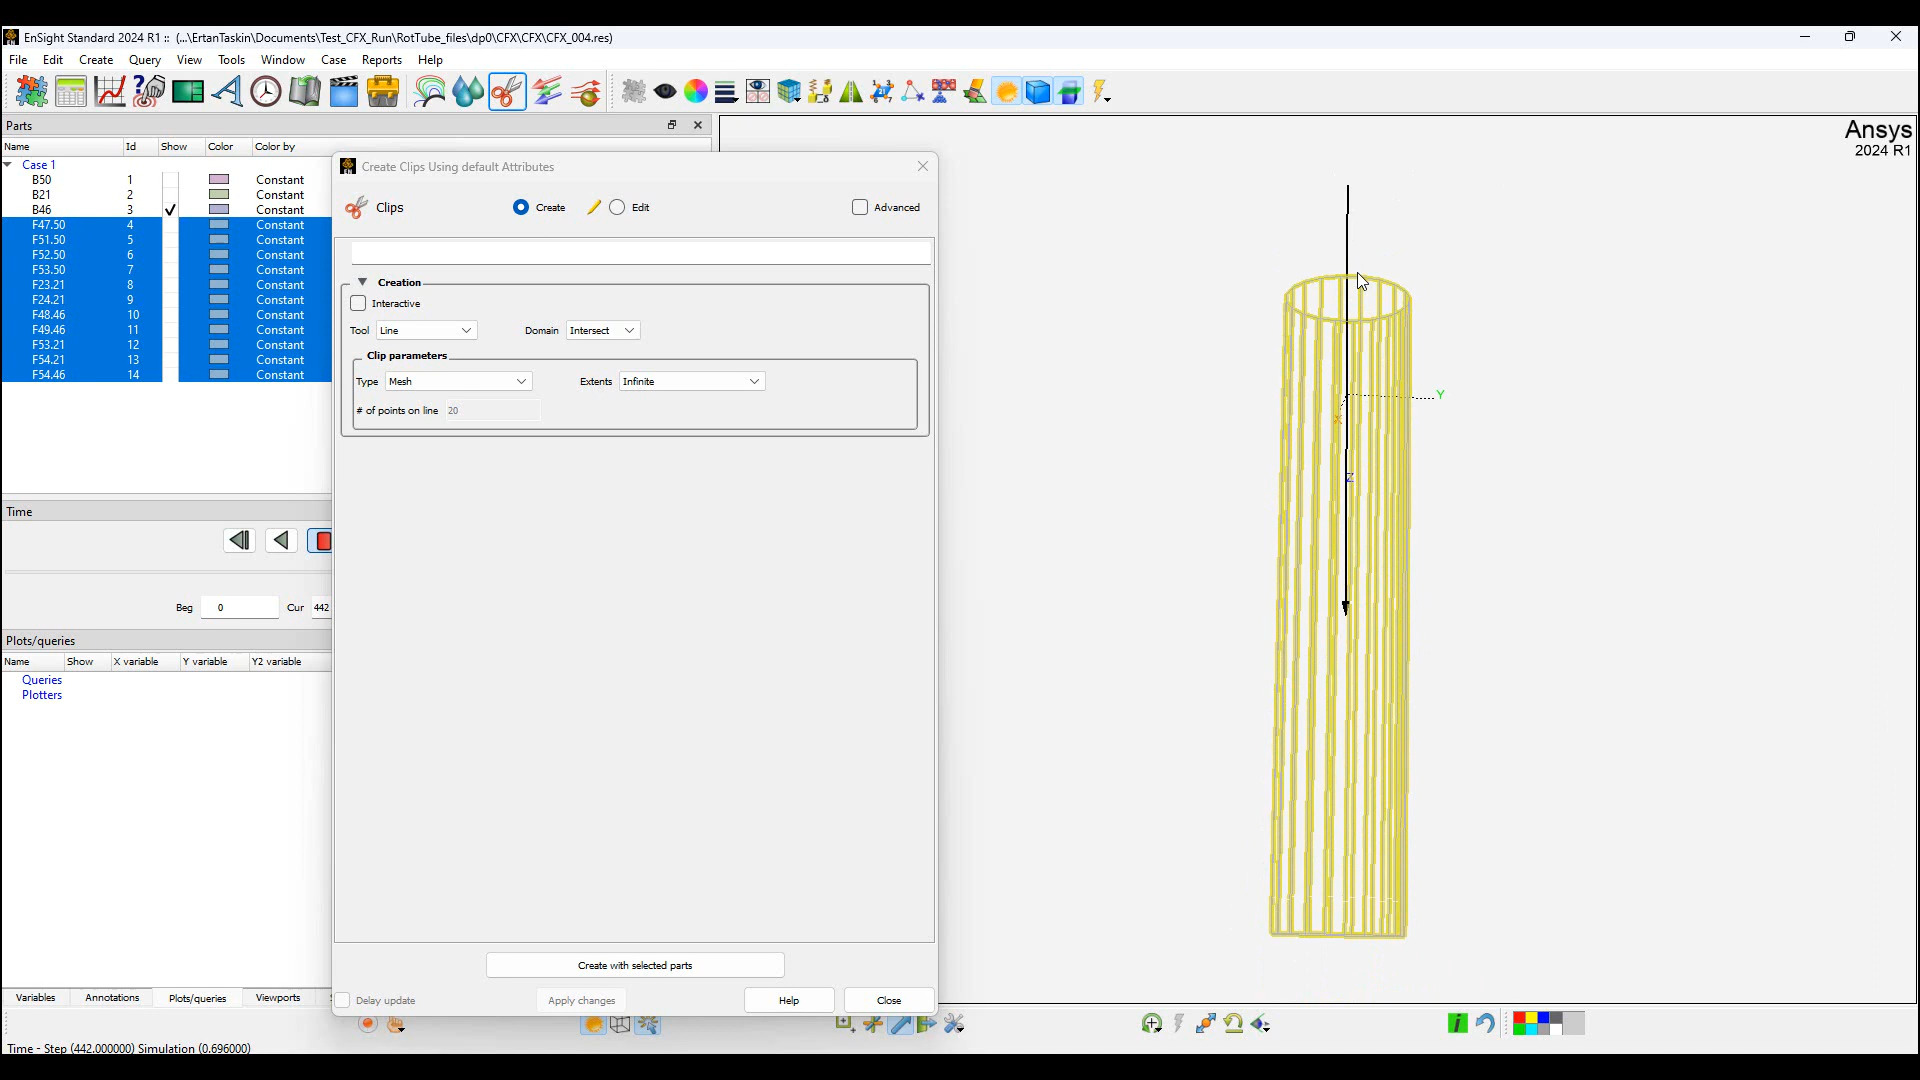 EnSight Standard 2024 R1 :: (...\ErtanTaskin\Documents\Test_CFX_Run\RotTube_files\dp0\CFX\CFX\CFX_004.res)
File Edit Create Query View Tools Window Case Reports Help
Parts
Name Id Show Color Color by
Case 1
B50 1 Constant
B21 2 Constant
B46 3 Constant
F47.50 4 Constant
F51.50 5 Constant
F52.50 6 Constant
F53.50 7 Constant
F23.21 8 Constant
F24.21 9 Constant
F48.46 10 Constant
F49.46 11 Constant
F53.21 12 Constant
F54.21 13 Constant
F54.46 14 Constant
Time
Beg 0 Cur 442
Plots/queries
Name Show X variable Y variable Y2 variable
Queries
Plotters
Variables Annotations Plots/queries Viewports
Time - Step (442.000000) Simulation (0.696000)
Create Clips Using default Attributes
Clips Create Edit Advanced
Creation
Interactive
Tool Line Domain Intersect
Clip parameters
Type Mesh Extents Infinite
# of points on line 20
Create with selected parts
Delay update Apply changes Help Close
Ansys
2024 R1
Y
X
Z